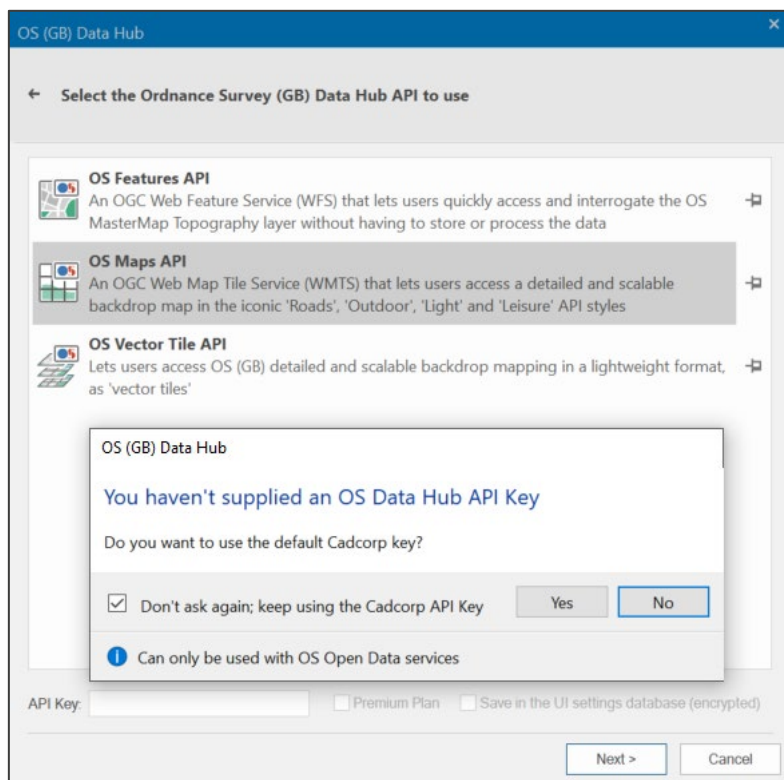 OS (GB) Data Hub
Select the Ordnance Survey (GB) Data Hub API to use
OS Features API
An OGC Web Feature Service (WFS) that lets users quickly access and interrogate the OS
MasterMap Topography layer without having to store or process the data
OS Maps API
An OGC Web Map Tile Service (WMTS) that lets users access a detailed and scalable
backdrop map in the iconic 'Roads', 'Outdoor', 'Light' and 'Leisure' API styles
OS Vector Tile API
Lets users access OS (GB) detailed and scalable backdrop mapping in a lightweight format,
as 'vector tiles'
OS (GB) Data Hub
You haven't supplied an OS Data Hub API Key
Do you want to use the default Cadcorp key?
Don't ask again; keep using the Cadcorp API Key Yes No
Can only be used with OS Open Data services
API Key: Premium Plan Save in the UI settings database (encrypted)
Next > Cancel